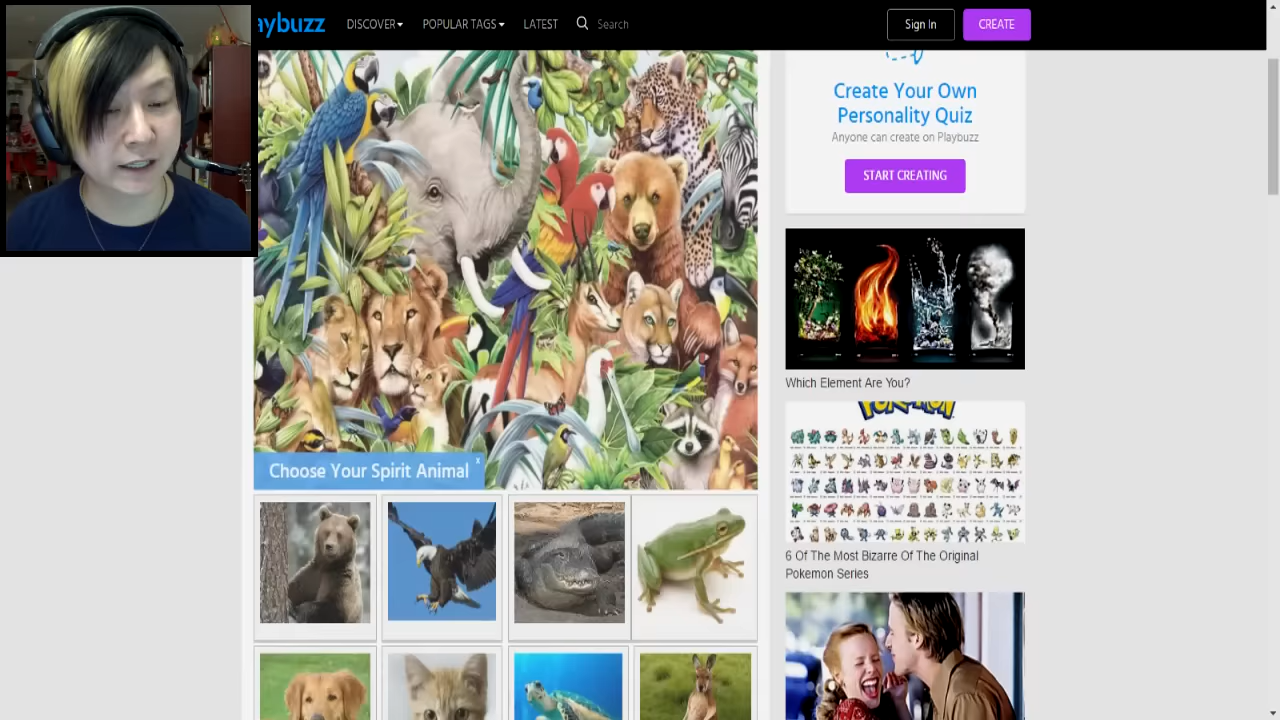 aybuzz DISCOVER POPULAR TAGS LATEST Search Sign In CREATE
Create Your Own
Personality Quiz
Anyone can create on Playbuzz
START CREATING
Which Element Are You?
Choose Your Spirit Animal x
POKéMON
6 Of The Most Bizarre Of The Original
Pokemon Series